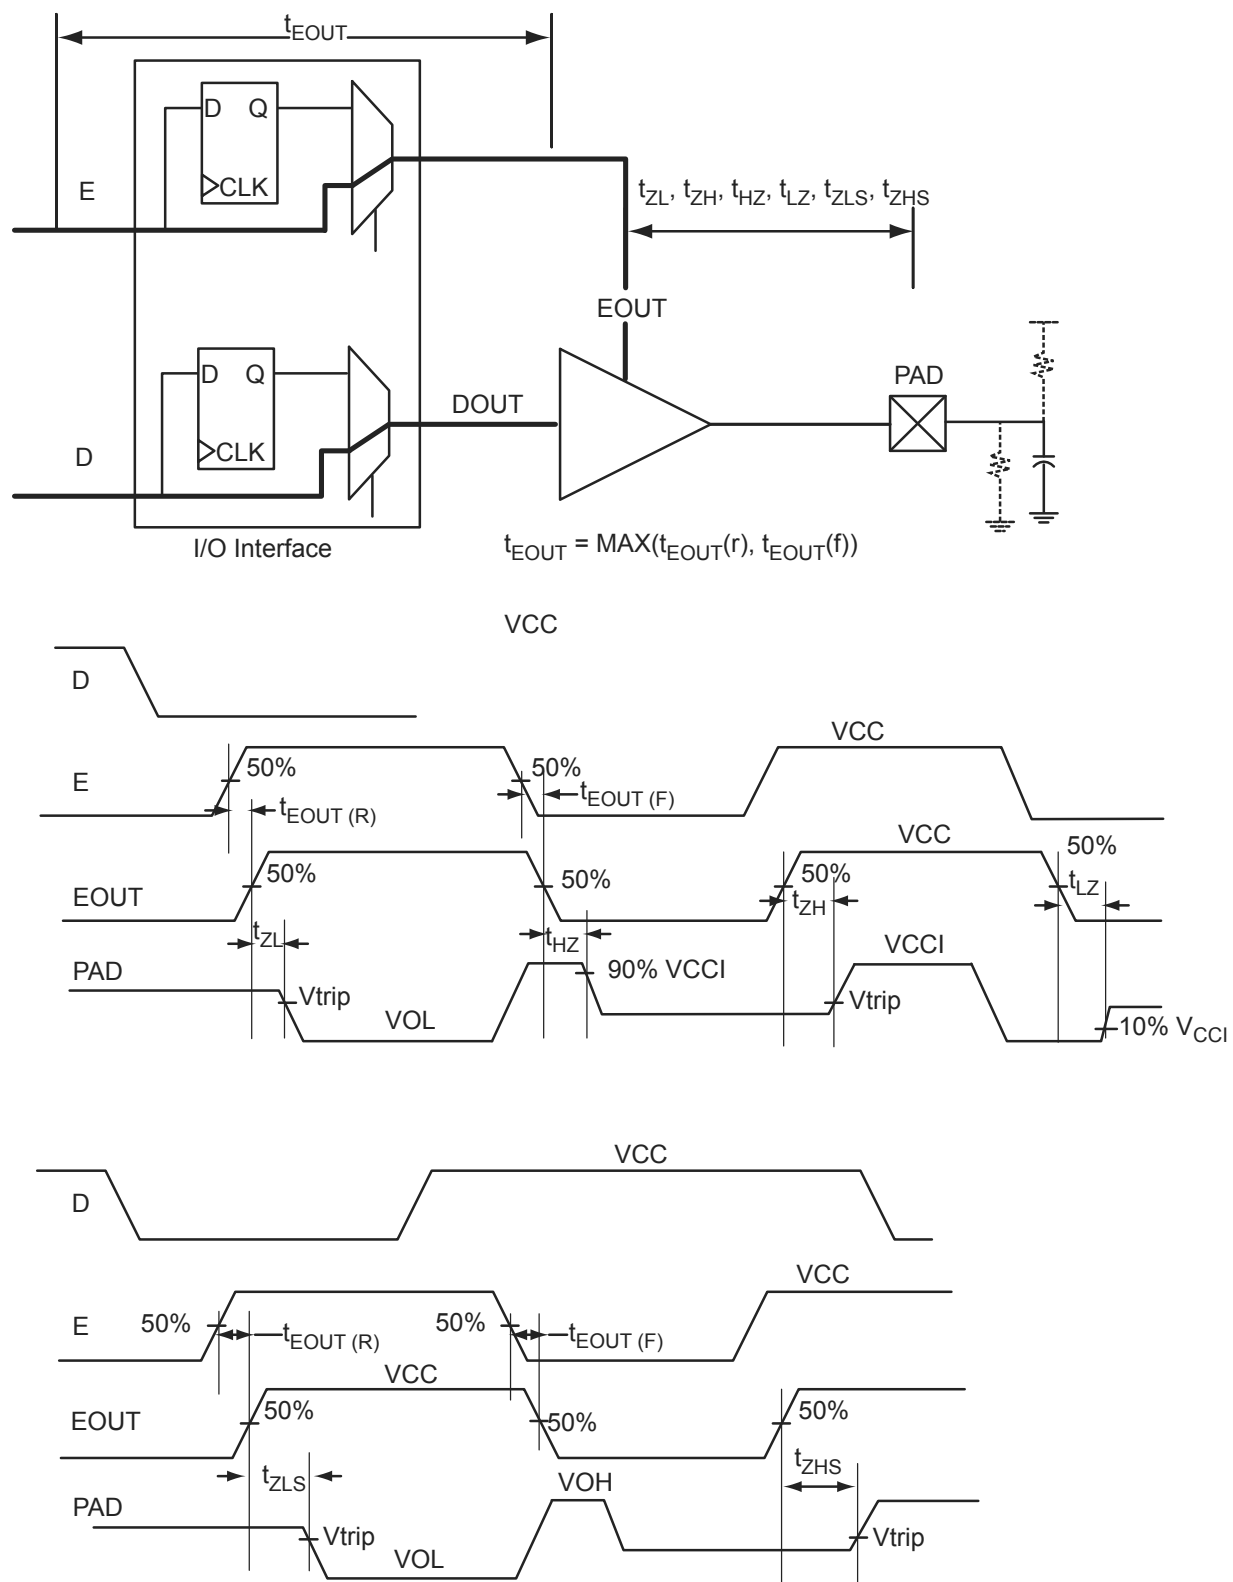 tEOUT
D Q
CLK
E
tZL, tZH, tHZ, tLZ, tZLS, tZHS
EOUT
D Q
CLK
DOUT
PAD
D
I/O Interface
tEOUT = MAX(tEOUT(r), tEOUT(f))
VCC
D
VCC
E
50%
50%
tEOUT (R)
tEOUT (F)
VCC
50%
EOUT
50%
50%
50%
tZL
tHZ
tZH
tLZ
PAD
90% VCCI
VCCI
Vtrip
Vtrip
VOL
10% VCCI
VCC
D
VCC
E
50%
50%
tEOUT (R)
tEOUT (F)
VCC
EOUT
50%
50%
50%
tZLS
tZHS
PAD
VOH
Vtrip
Vtrip
VOL